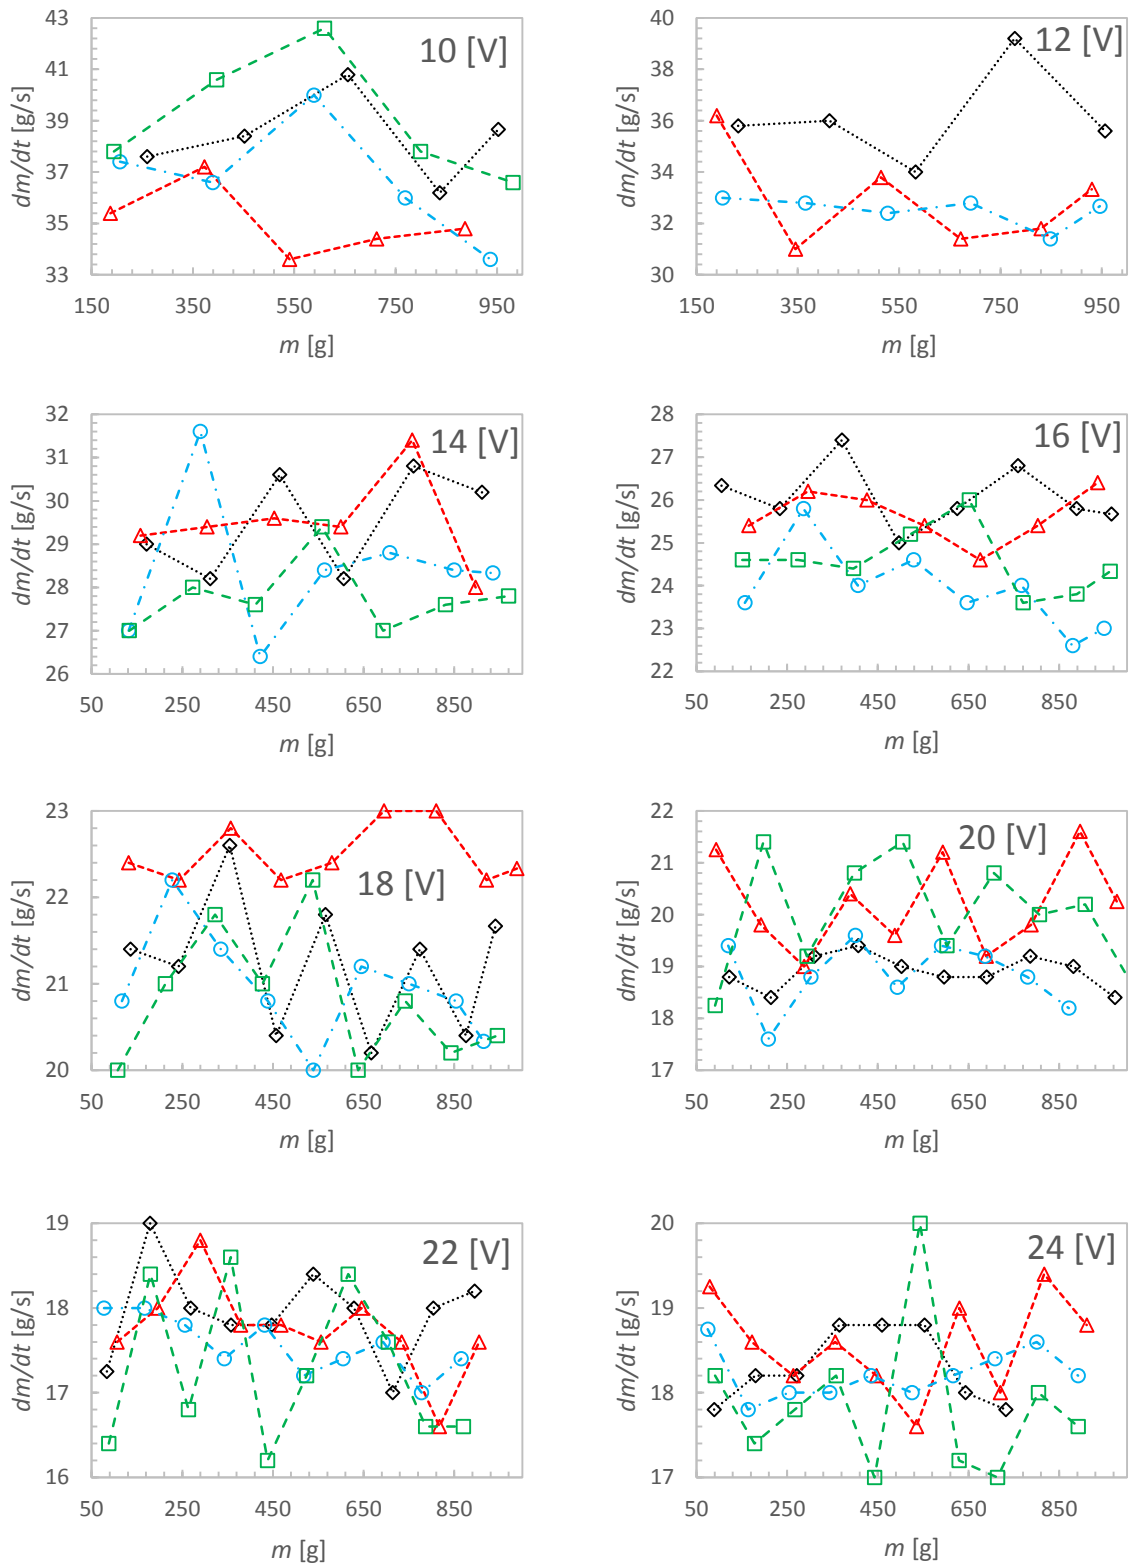 10 [V]
dm/dt [g/s]
43
41
39
37
35
33
150 350 550 750 950
m [g]
12 [V]
dm/dt [g/s]
40
38
36
34
32
30
150 350 550 750 950
m [g]
14 [V]
dm/dt [g/s]
32
31
30
29
28
27
26
50 250 450 650 850
m [g]
16 [V]
dm/dt [g/s]
28
27
26
25
24
23
22
50 250 450 650 850
m [g]
18 [V]
dm/dt [g/s]
23
22
21
20
50 250 450 650 850
m [g]
20 [V]
dm/dt [g/s]
22
21
20
19
18
17
50 250 450 650 850
m [g]
22 [V]
dm/dt [g/s]
19
18
17
16
50 250 450 650 850
m [g]
24 [V]
dm/dt [g/s]
20
19
18
17
50 250 450 650 850
m [g]